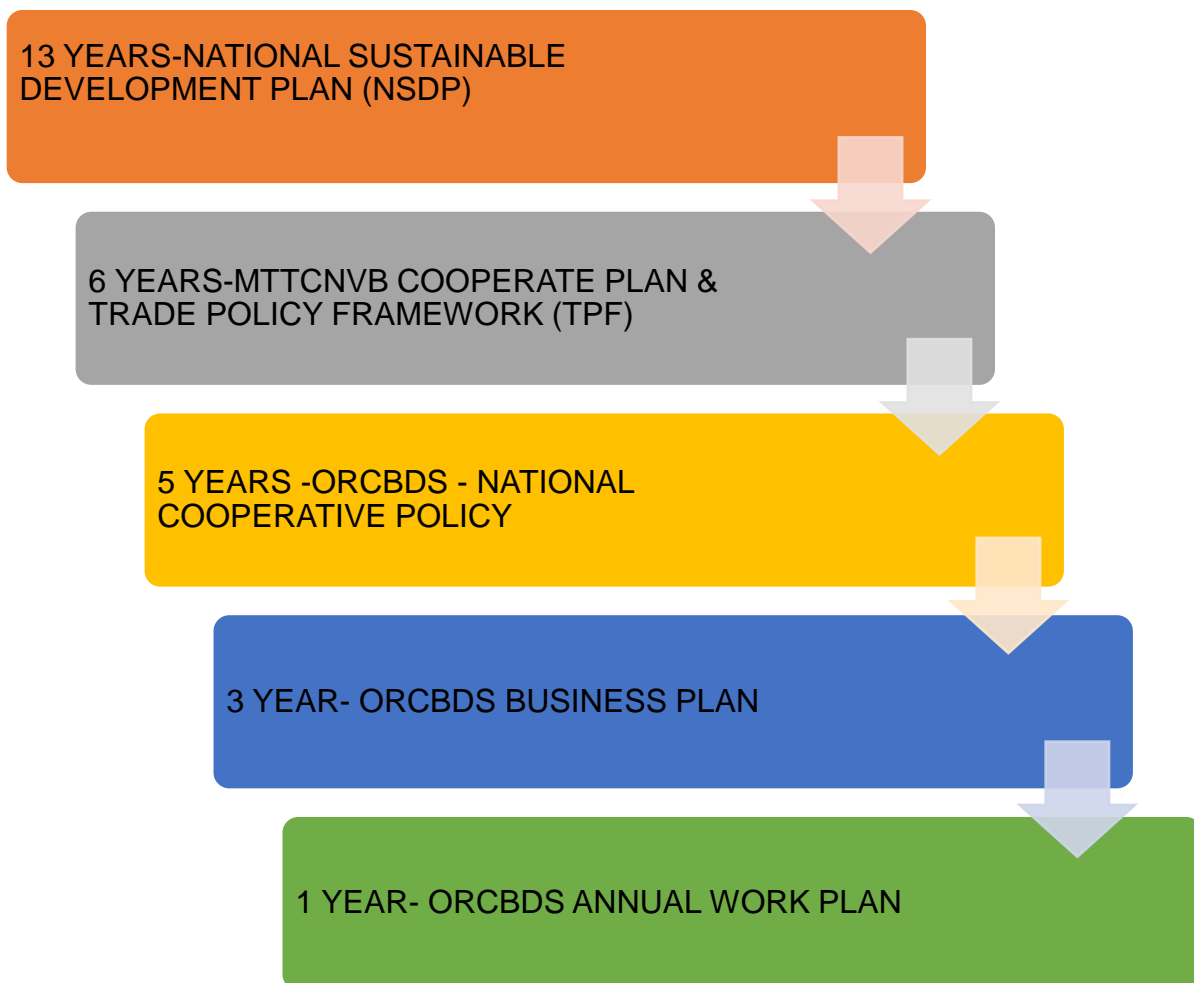 13 YEARS-NATIONAL SUSTAINABLE
DEVELOPMENT PLAN (NSDP)
6 YEARS-MTTCNVB COOPERATE PLAN &
TRADE POLICY FRAMEWORK (TPF)
5 YEARS -ORCBDS - NATIONAL
COOPERATIVE POLICY
3 YEAR- ORCBDS BUSINESS PLAN
1 YEAR- ORCBDS ANNUAL WORK PLAN